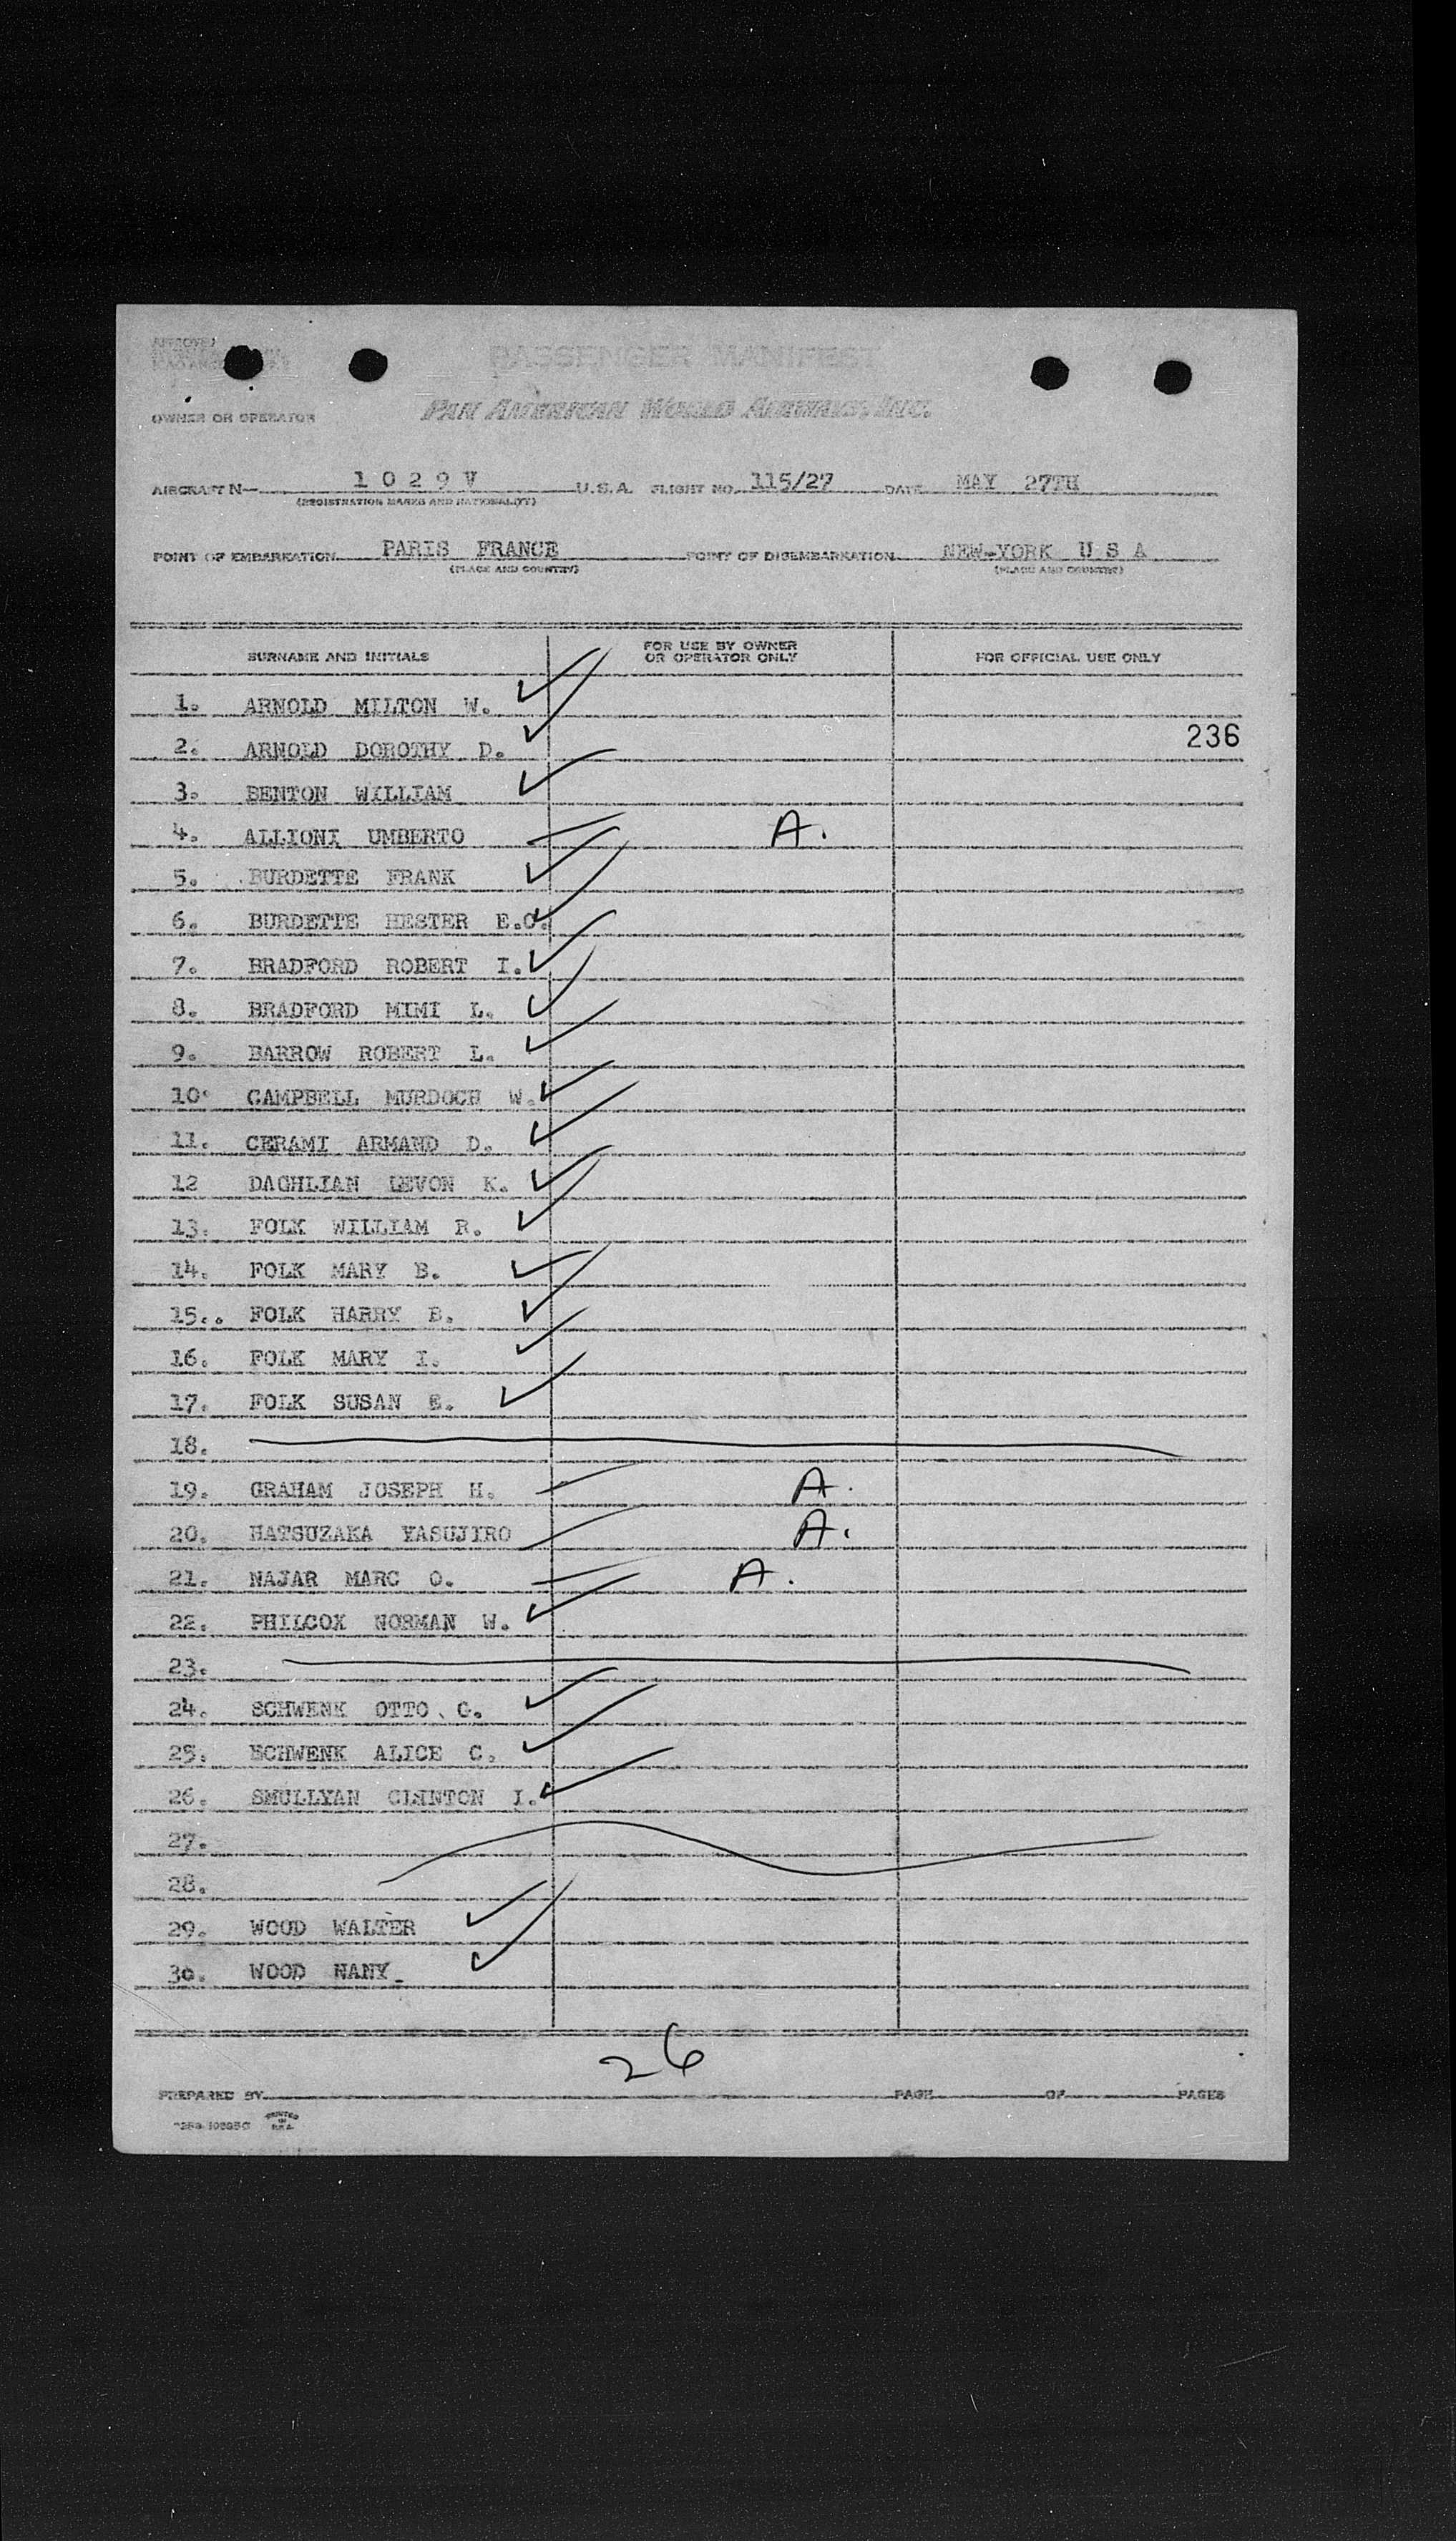 APPROVED
PASSENGER MANIFEST
OWNER OR OPERATOR PAN AMERICAN WORLD AIRWAYS, INC.
AIRCRAFT N- 1 0 2 9 V U.S.A. FLIGHT NO. 115/27 DATE MAY 27TH
(REGISTRATION MARKS AND NATIONALITY)
POINT OF EMBARKATION PARIS FRANCE POINT OF DISEMBARKATION NEW-YORK U S A
(PLACE AND COUNTRY) (PLACE AND COUNTRY)
SURNAME AND INITIALS FOR USE BY OWNER OR OPERATOR ONLY FOR OFFICIAL USE ONLY
1. ARNOLD MILTON W.
2. ARNOLD DOROTHY D. 236
3. BENTON WILLIAM
4. ALLIONI UMBERTO A.
5. BURDETTE FRANK
6. BURDETTE HESTER E.C.
7. BRADFORD ROBERT I.
8. BRADFORD MIMI L.
9. BARROW ROBERT L.
10. CAMPBELL MURDOCH W.
11. CERAMI ARMAND D.
12 DAGHLIAN LEVON K.
13. FOLK WILLIAM R.
14. FOLK MARY B.
15.. FOLK HARRY B.
16. FOLK MARY I.
17. FOLK SUSAN E.
18.
19. GRAHAM JOSEPH H. A.
20. HATSUZAKA YASUJIRO A.
21. NAJAR MARC O. A.
22. PHILCOX NORMAN W.
23.
24. SCHWENK OTTO G.
25. SCHWENK ALICE C.
26. SMULLYAN CLINTON I.
27.
28.
29. WOOD WALTER
30. WOOD NANY
26
PREPARED BY PAGE OF PAGES
PRINTED IN U.S.A.